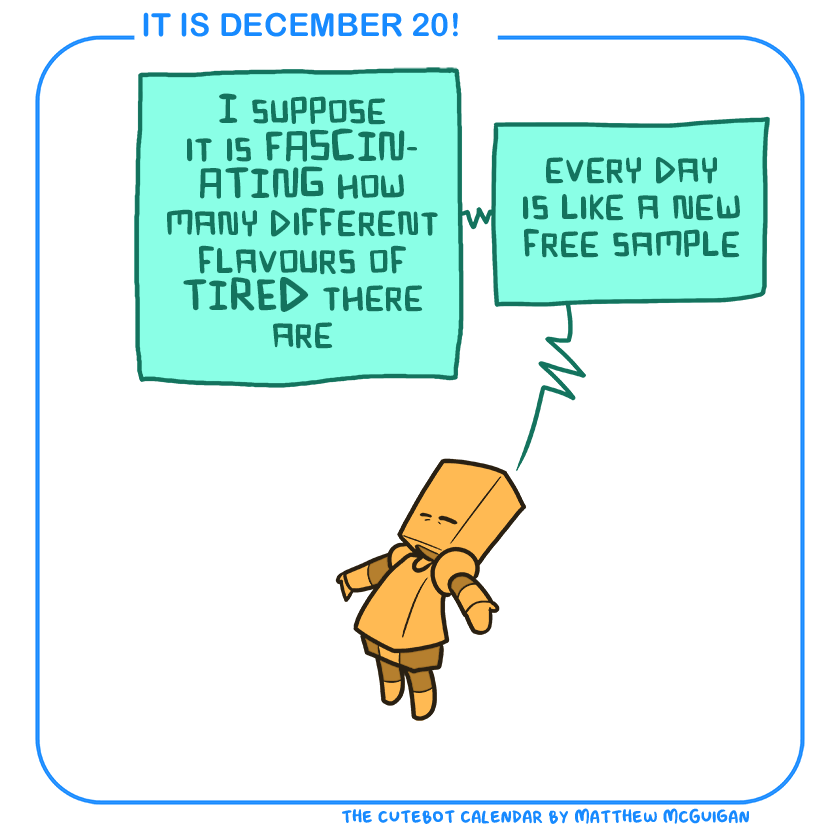 IT IS DECEMBER 20!
I SUPPOSE
IT IS FASCIN-
ATING HOW
MANY DIFFERENT
FLAVOURS OF
TIRED THERE
ARE
EVERY DAY
IS LIKE A NEW
FREE SAMPLE
THE CUTEBOT CALENDAR BY MATTHEW MCGUIGAN